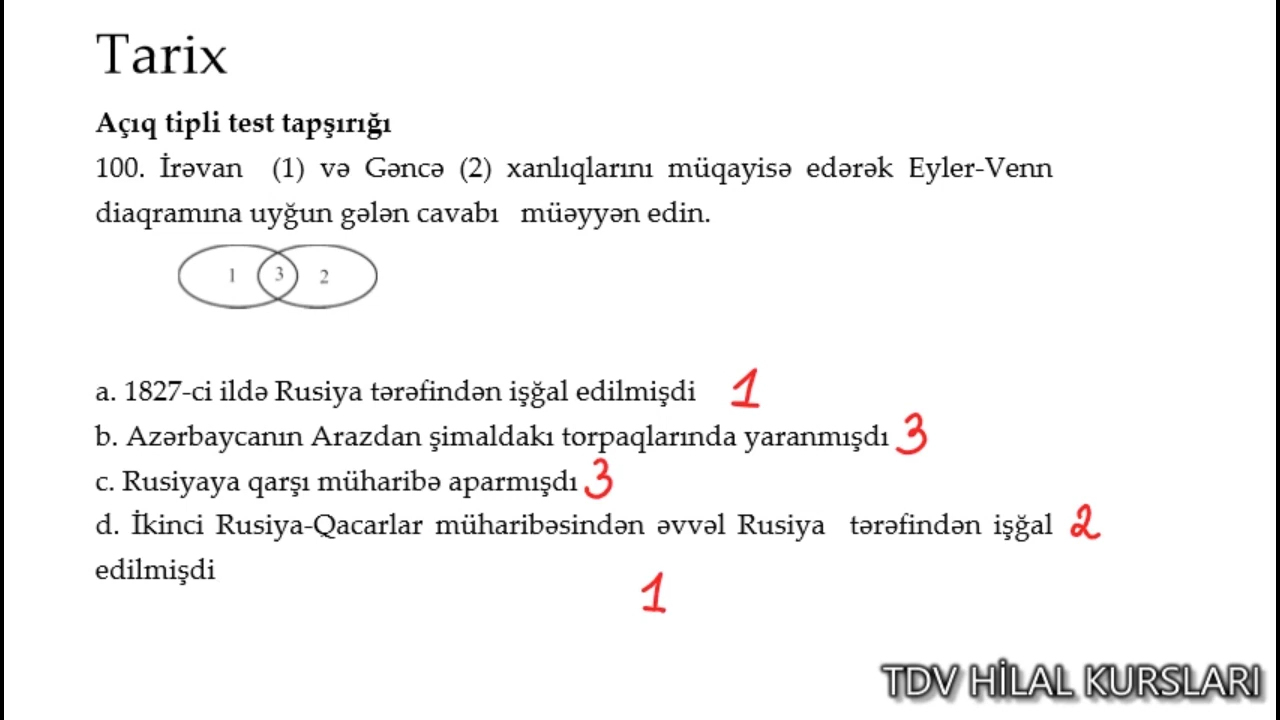 Tarix
Açıq tipli test tapşırığı
100. İrəvan (1) və Gəncə (2) xanlıqlarını müqayisə edərək Eyler-Venn
diaqramına uyğun gələn cavabı müəyyən edin.
1 3 2
a. 1827-ci ildə Rusiya tərəfindən işğal edilmişdi 1
b. Azərbaycanın Arazdan şimaldakı torpaqlarında yaranmışdı 3
c. Rusiyaya qarşı müharibə aparmışdı 3
d. İkinci Rusiya-Qacarlar müharibəsindən əvvəl Rusiya tərəfindən işğal 2
edilmişdi
1
TDV HİLAL KURSLARI